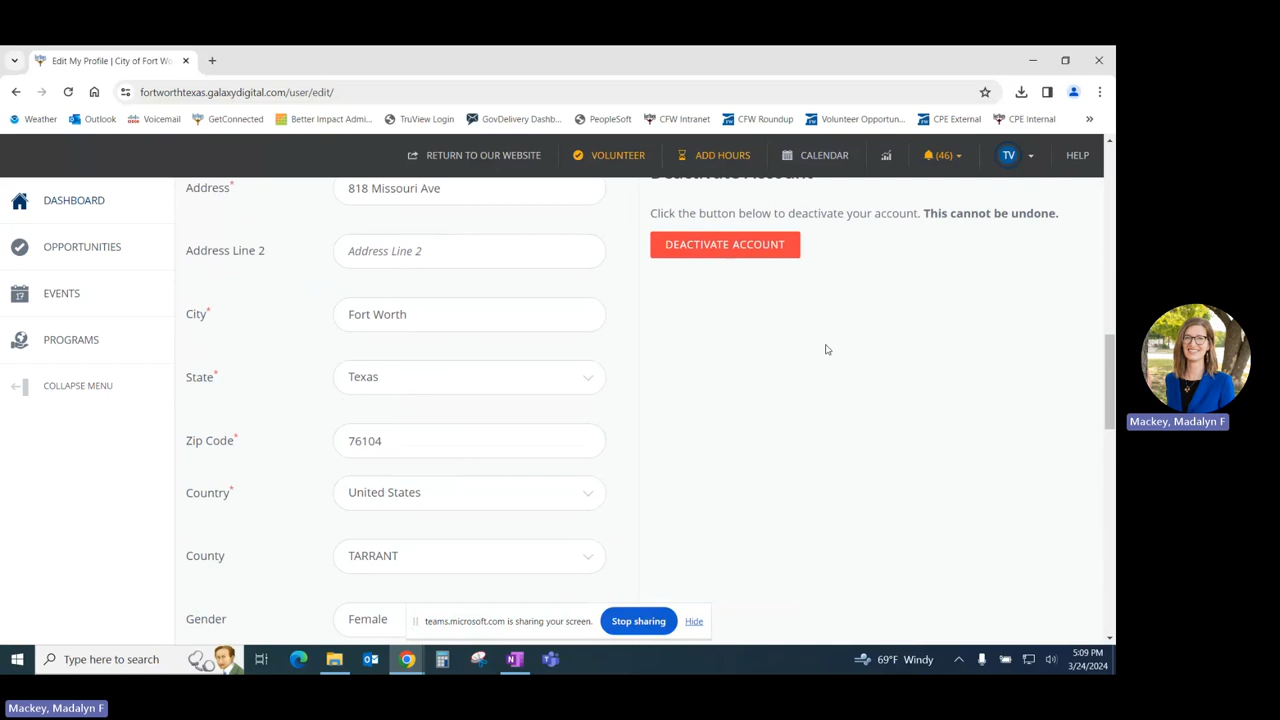 Edit My Profile | City of Fort Wo
fortworthtexas.galaxydigital.com/user/edit/
Weather
Outlook
Voicemail
GetConnected
Better Impact Admi...
TruView Login
GovDelivery Dashb...
PeopleSoft
CFW Intranet
CFW Roundup
Volunteer Opportun...
CPE External
CPE Internal
RETURN TO OUR WEBSITE
VOLUNTEER
ADD HOURS
CALENDAR
(46)
TV
HELP
DASHBOARD
OPPORTUNITIES
EVENTS
17
PROGRAMS
COLLAPSE MENU
Address*
818 Missouri Ave
Address Line 2
Address Line 2
City*
Fort Worth
State*
Texas
Zip Code*
76104
Country*
United States
County
TARRANT
Gender
Female
Deactivate Account
Click the button below to deactivate your account. This cannot be undone.
DEACTIVATE ACCOUNT
teams.microsoft.com is sharing your screen.
Stop sharing
Hide
Type here to search
69°F Windy
5:09 PM
3/24/2024
Mackey, Madalyn F
Mackey, Madalyn F